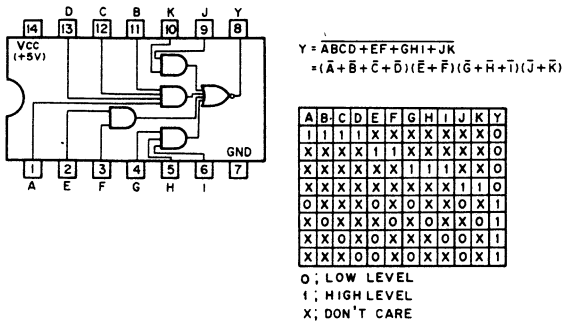 D C B K J Y
14 13 12 11 10 9 8
VCC
(+5V)
GND
1 2 3 4 5 6 7
A E F G H I
Y = \overline{ABCD+EF+GHI+JK}
=(A̅+B̅+C̅+D̅)(E̅+F̅)(G̅+H̅+I̅)(J̅+K̅)
A B C D E F G H I J K Y
1 1 1 1 X X X X X X X 0
X X X X 1 1 X X X X X 0
X X X X X X 1 1 1 X X 0
X X X X X X X X X 1 1 0
0 X X X 0 X 0 X X 0 X 1
X 0 X X 0 X 0 X X 0 X 1
X X 0 X 0 X 0 X X 0 X 1
X X X 0 0 X 0 X X 0 X 1
0; LOW LEVEL
1; HIGH LEVEL
X; DON'T CARE